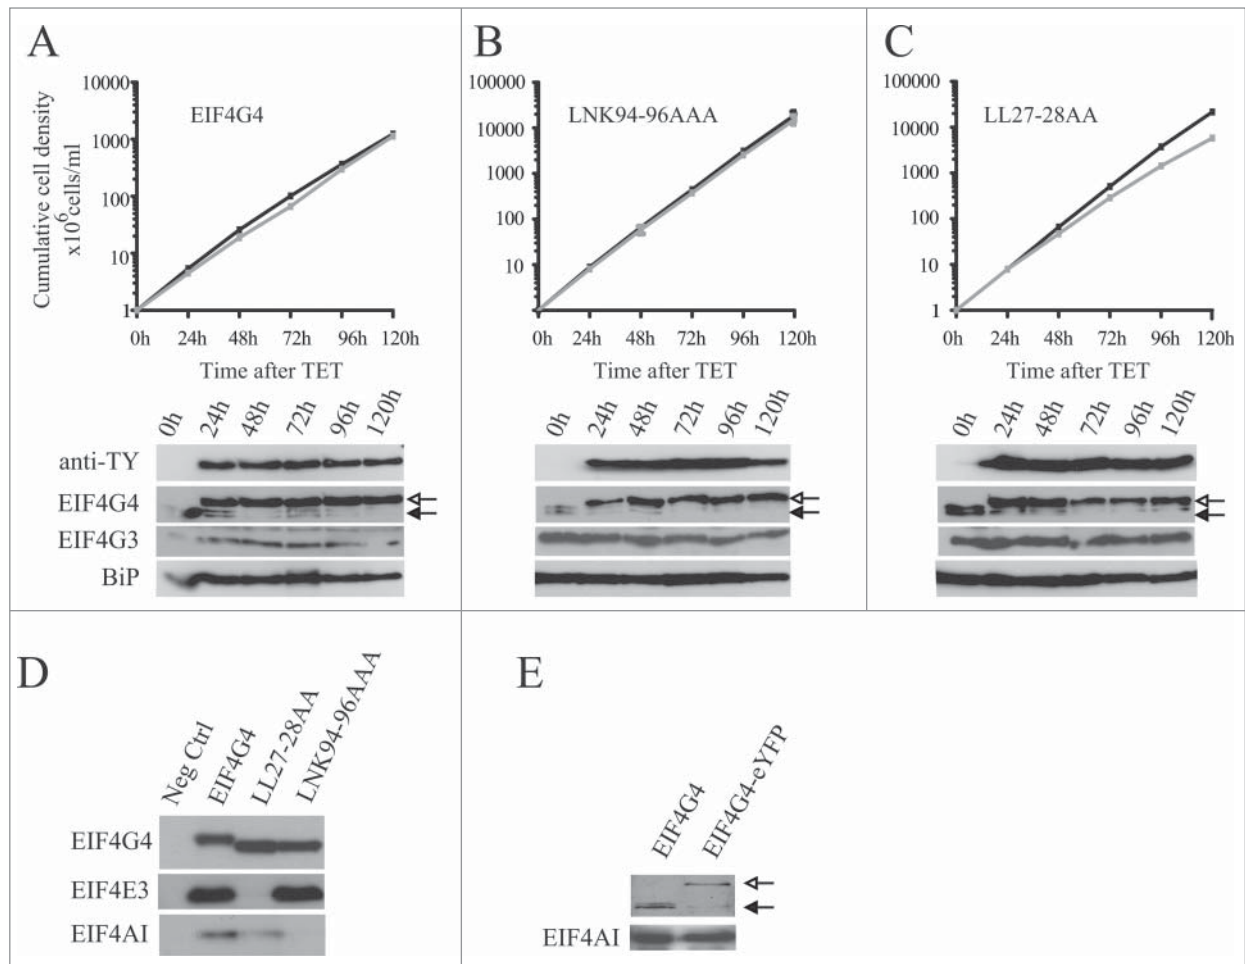 A
B
C
Cumulative cell density
x10⁶cells/ml
10000
1000
100
10
1
EIF4G4
0h 24h 48h 72h 96h 120h
Time after TET
100000
10000
1000
100
10
LNK94-96AAA
0h 24h 48h 72h 96h 120h
Time after TET
100000
10000
1000
100
10
1
LL27-28AA
0h 24h 48h 72h 96h 120h
Time after TET
0h 24h 48h 72h 96h 120h
0h 24h 48h 72h 96h 120h
0h 24h 48h 72h 96h 120h
anti-TY
EIF4G4
EIF4G3
BiP
D
Neg Ctrl
EIF4G4
LL27-28AA
LNK94-96AAA
EIF4G4
EIF4E3
EIF4AI
E
EIF4G4
EIF4G4-eYFP
EIF4AI